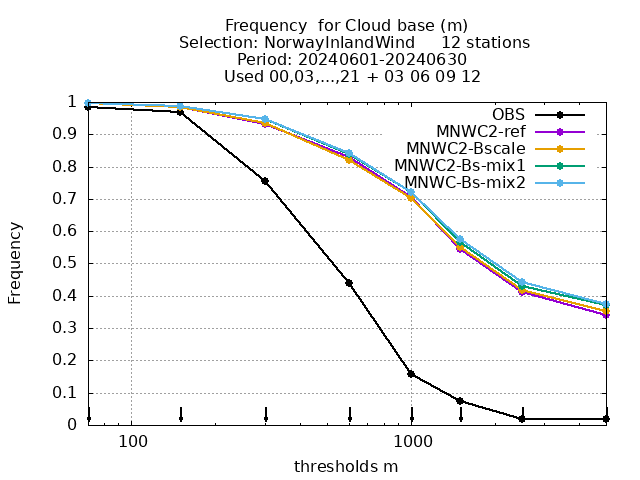 Frequency  for Cloud base (m)
Selection: NorwayInlandWind     12 stations
Period: 20240601-20240630
Used 00,03,...,21 + 03 06 09 12
OBS
MNWC2-ref
MNWC2-Bscale
MNWC2-Bs-mix1
MNWC-Bs-mix2
1
0.9
0.8
0.7
0.6
0.5
0.4
0.3
0.2
0.1
0
Frequency
100
1000
thresholds m